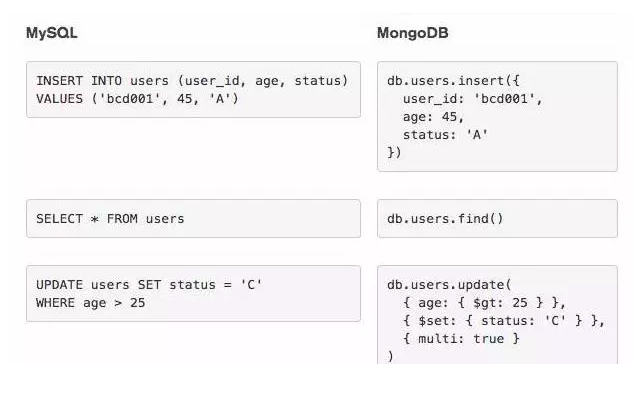 MySQL
MongoDB
INSERT INTO users (user_id, age, status)
VALUES ('bcd001', 45, 'A')
db.users.insert({
  user_id: 'bcd001',
  age: 45,
  status: 'A'
})
SELECT * FROM users
db.users.find()
UPDATE users SET status = 'C'
WHERE age > 25
db.users.update(
  { age: { $gt: 25 } },
  { $set: { status: 'C' } },
  { multi: true }
)